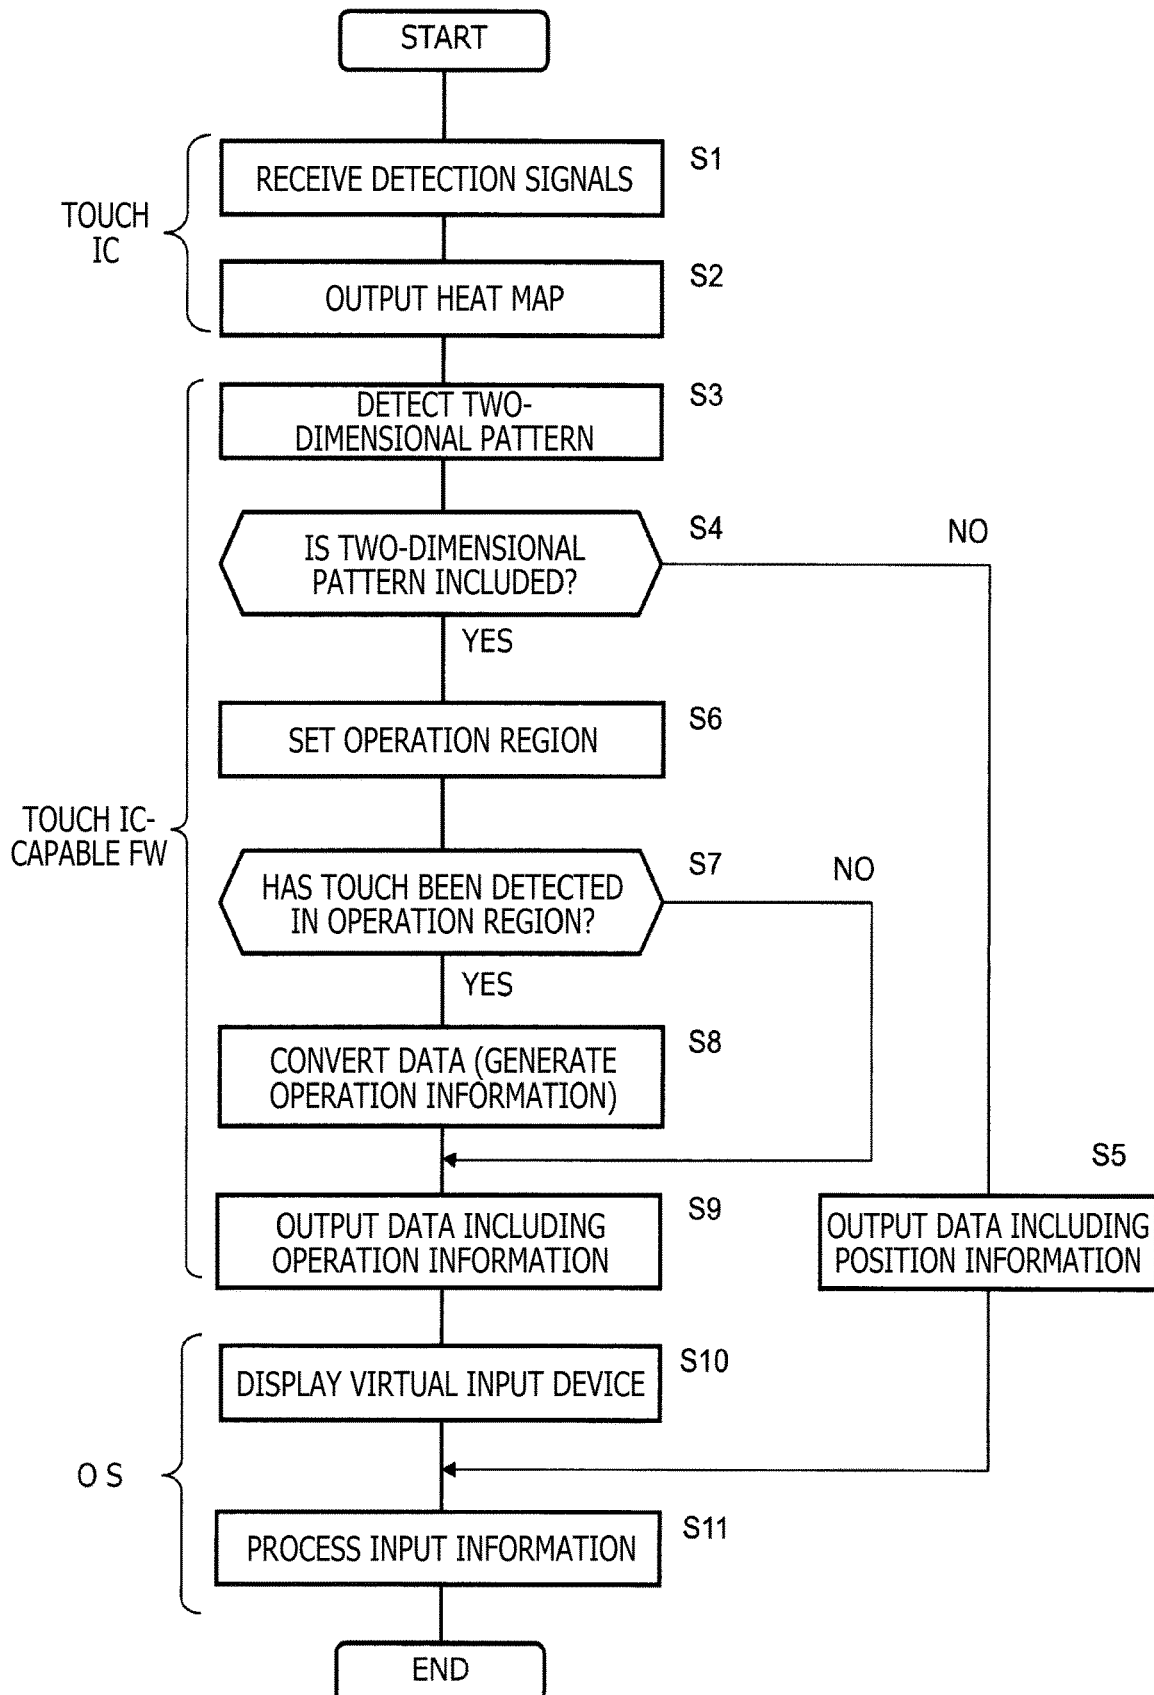 START
TOUCH
IC
RECEIVE DETECTION SIGNALS
S1
OUTPUT HEAT MAP
S2
TOUCH IC-
CAPABLE FW
DETECT TWO-
DIMENSIONAL PATTERN
S3
IS TWO-DIMENSIONAL
PATTERN INCLUDED?
S4
NO
YES
SET OPERATION REGION
S6
HAS TOUCH BEEN DETECTED
IN OPERATION REGION?
S7
NO
YES
CONVERT DATA (GENERATE
OPERATION INFORMATION)
S8
OUTPUT DATA INCLUDING
OPERATION INFORMATION
S9
S5
OUTPUT DATA INCLUDING
POSITION INFORMATION
O S
DISPLAY VIRTUAL INPUT DEVICE
S10
PROCESS INPUT INFORMATION
S11
END